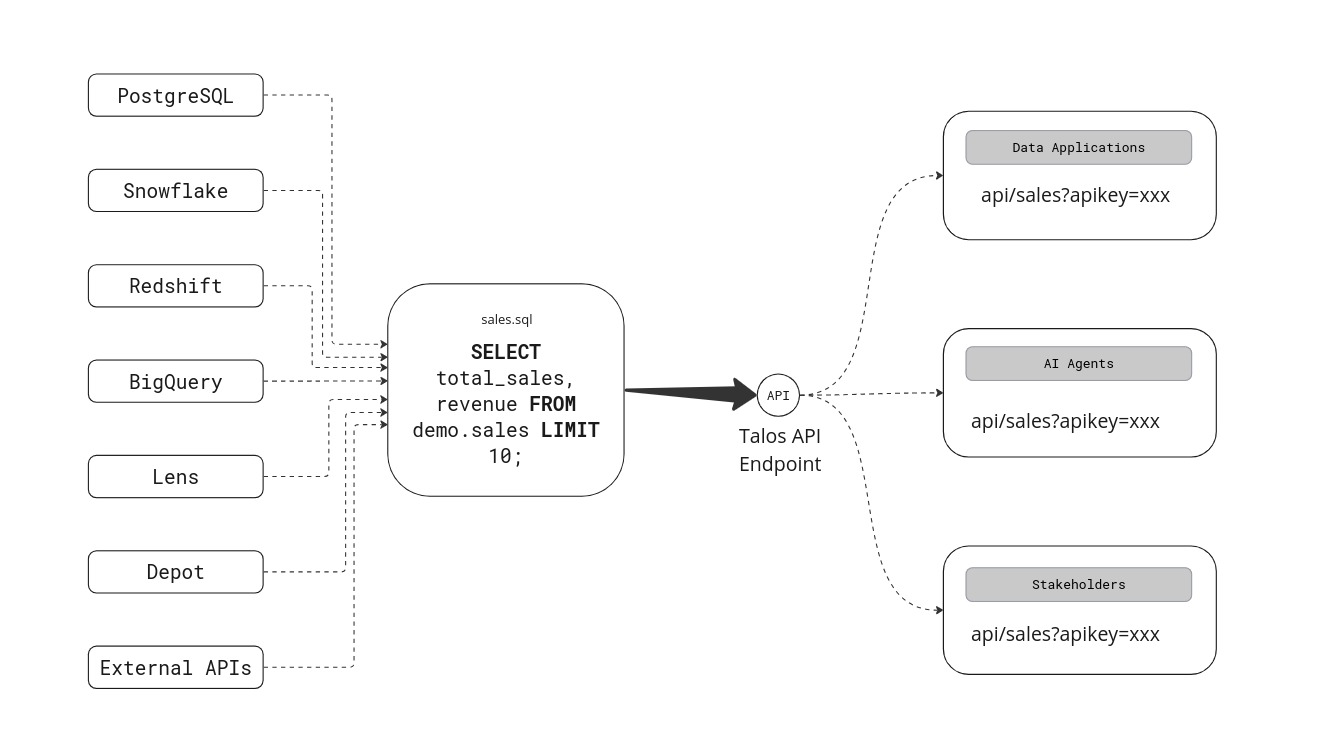 PostgreSQL
Snowflake
Redshift
BigQuery
Lens
Depot
External APIs
sales.sql
SELECT
total_sales,
revenue FROM
demo.sales LIMIT
10;
API
Talos API
Endpoint
Data Applications
api/sales?apikey=xxx
AI Agents
api/sales?apikey=xxx
Stakeholders
api/sales?apikey=xxx